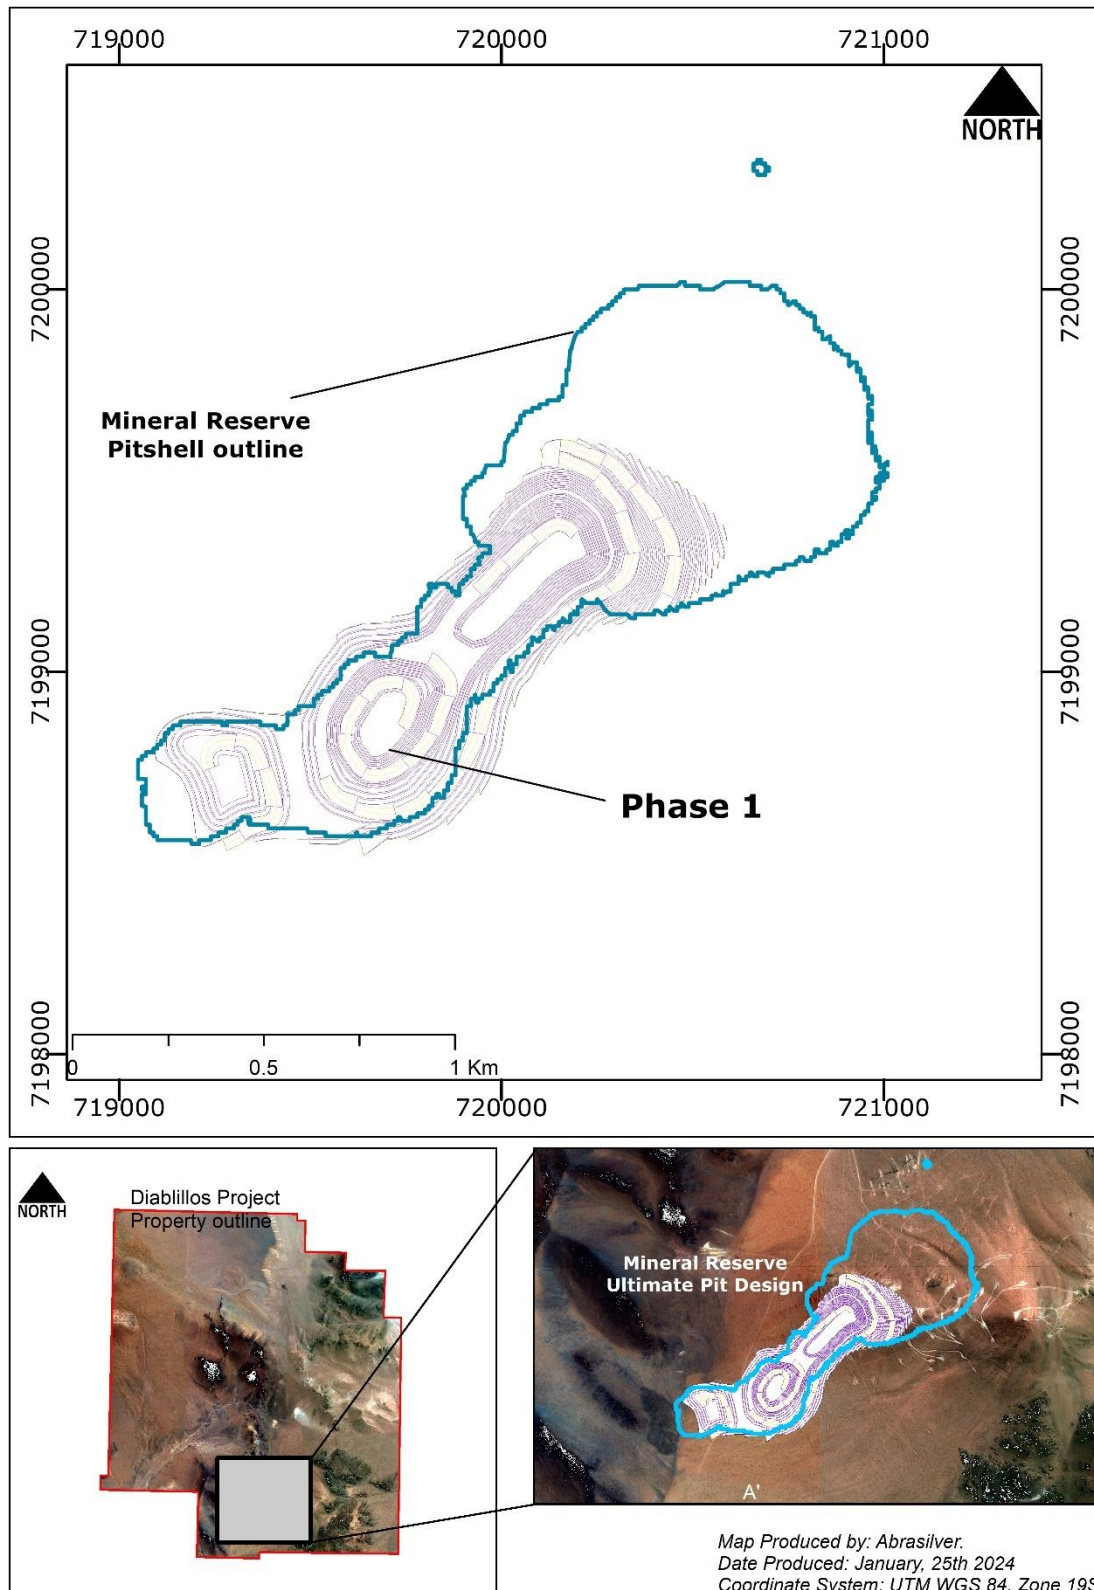 719000
720000
721000
NORTH
7200000
7200000
Mineral Reserve
Pitshell outline
7199000
7199000
Phase 1
7198000
7198000
0
0.5
1 Km
719000
720000
721000
NORTH
Diablillos Project
Property outline
Mineral Reserve
Ultimate Pit Design
A'
Map Produced by: Abrasilver.
Date Produced: January, 25th 2024
Coordinate System: UTM WGS 84, Zone 19S